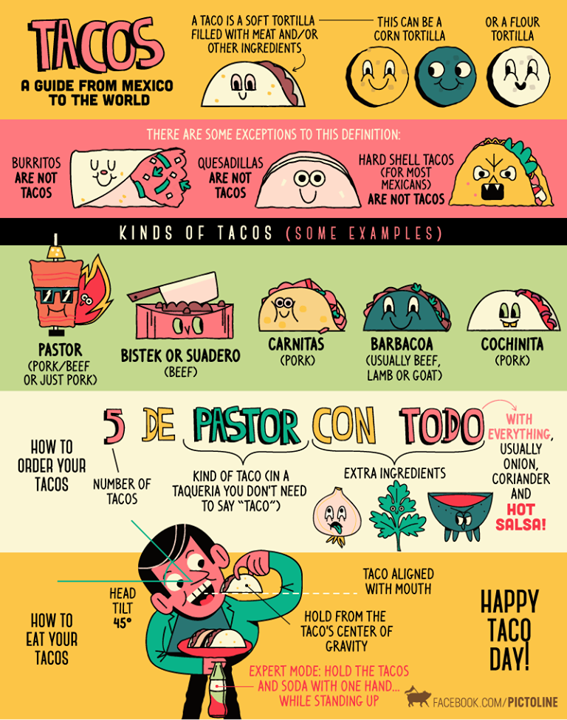 TACOS
A GUIDE FROM MEXICO
TO THE WORLD
A TACO IS A SOFT TORTILLA
FILLED WITH MEAT AND/OR
OTHER INGREDIENTS
THIS CAN BE A
CORN TORTILLA
OR A FLOUR
TORTILLA
THERE ARE SOME EXCEPTIONS TO THIS DEFINITION:
BURRITOS
ARE NOT
TACOS
QUESADILLAS
ARE NOT
TACOS
HARD SHELL TACOS
(FOR MOST
MEXICANS)
ARE NOT TACOS
KINDS OF TACOS (SOME EXAMPLES)
PASTOR
(PORK/BEEF
OR JUST PORK)
BISTEK OR SUADERO
(BEEF)
CARNITAS
(PORK)
BARBACOA
(USUALLY BEEF,
LAMB OR GOAT)
COCHINITA
(PORK)
HOW TO
ORDER YOUR
TACOS
5 DE PASTOR CON TODO
NUMBER OF
TACOS
KIND OF TACO (IN A
TAQUERIA YOU DON'T NEED
TO SAY "TACO")
EXTRA INGREDIENTS
WITH
EVERYTHING,
USUALLY
ONION,
CORIANDER
AND
HOT
SALSA!
HOW TO
EAT YOUR
TACOS
HEAD
TILT
45°
TACO ALIGNED
WITH MOUTH
HOLD FROM THE
TACO'S CENTER OF
GRAVITY
EXPERT MODE: HOLD THE TACOS
AND SODA WITH ONE HAND...
WHILE STANDING UP
HAPPY
TACO
DAY!
FACEBOOK.COM/PICTOLINE